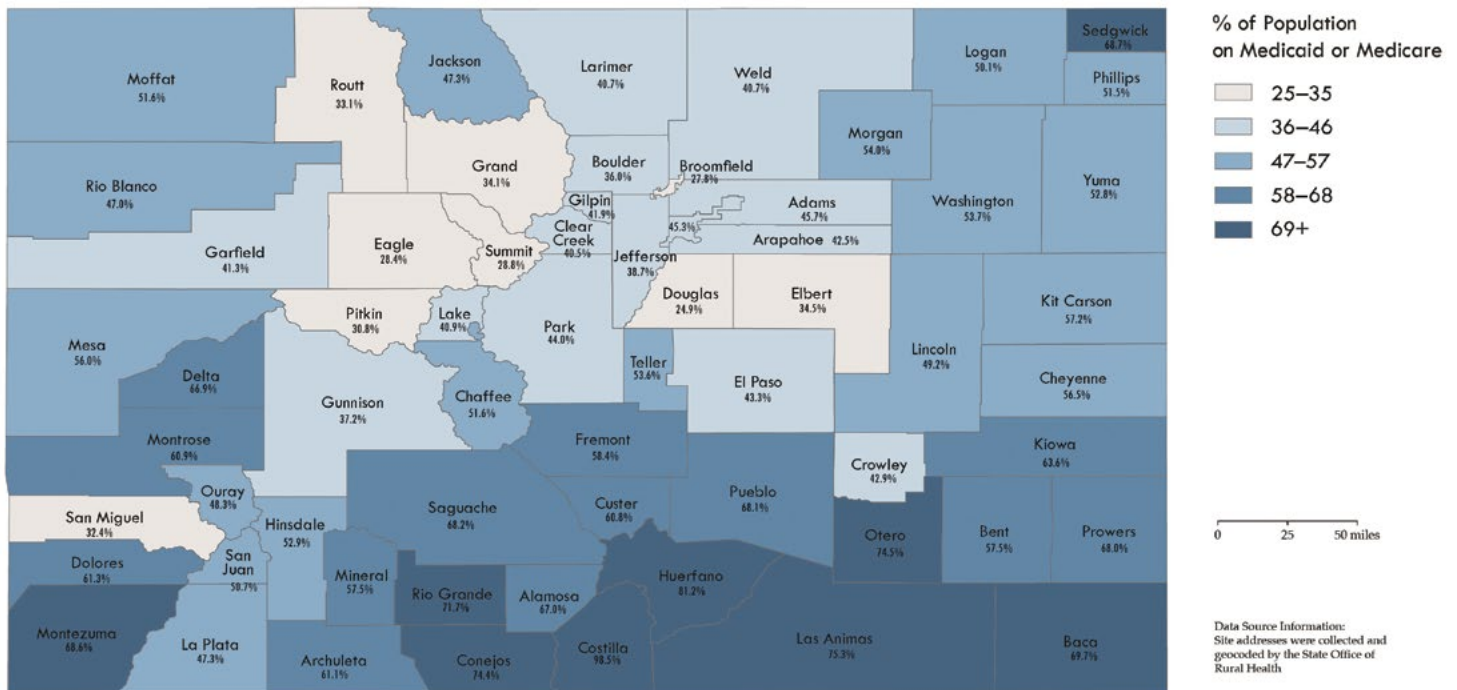 Moffat
51.6%
Routt
33.1%
Jackson
47.3%
Larimer
40.7%
Weld
40.7%
Logan
50.1%
Sedgwick
68.7%
Phillips
51.5%
Rio Blanco
47.0%
Grand
34.1%
Boulder
36.0%
Broomfield
27.8%
Morgan
54.0%
Washington
53.7%
Yuma
52.8%
Garfield
41.3%
Eagle
28.4%
Summit
28.8%
Gilpin
41.9%
Clear
Creek
40.5%
Jefferson
38.7%
45.3%
Adams
45.7%
Arapahoe 42.5%
Mesa
56.0%
Pitkin
30.8%
Lake
40.9%
Park
44.0%
Douglas
24.9%
Elbert
34.5%
Lincoln
49.2%
Kit Carson
57.2%
Delta
66.9%
Gunnison
37.2%
Chaffee
51.6%
Teller
53.6%
El Paso
43.3%
Cheyenne
56.5%
Montrose
60.9%
Fremont
58.4%
Crowley
42.9%
Kiowa
63.6%
Ouray
48.3%
Hinsdale
52.9%
Saguache
68.2%
Custer
60.8%
Pueblo
68.1%
Otero
74.5%
Bent
57.5%
Prowers
68.0%
San Miguel
32.4%
Dolores
61.3%
San
Juan
50.7%
Mineral
57.5%
Rio Grande
71.7%
Alamosa
67.0%
Huerfano
81.2%
Montezuma
68.6%
La Plata
47.3%
Archuleta
61.1%
Conejos
74.4%
Costilla
98.5%
Las Animas
75.3%
Baca
69.7%
% of Population
on Medicaid or Medicare
25–35
36–46
47–57
58–68
69+
0 25 50 miles
Data Source Information:
Site addresses were collected and
geocoded by the State Office of
Rural Health